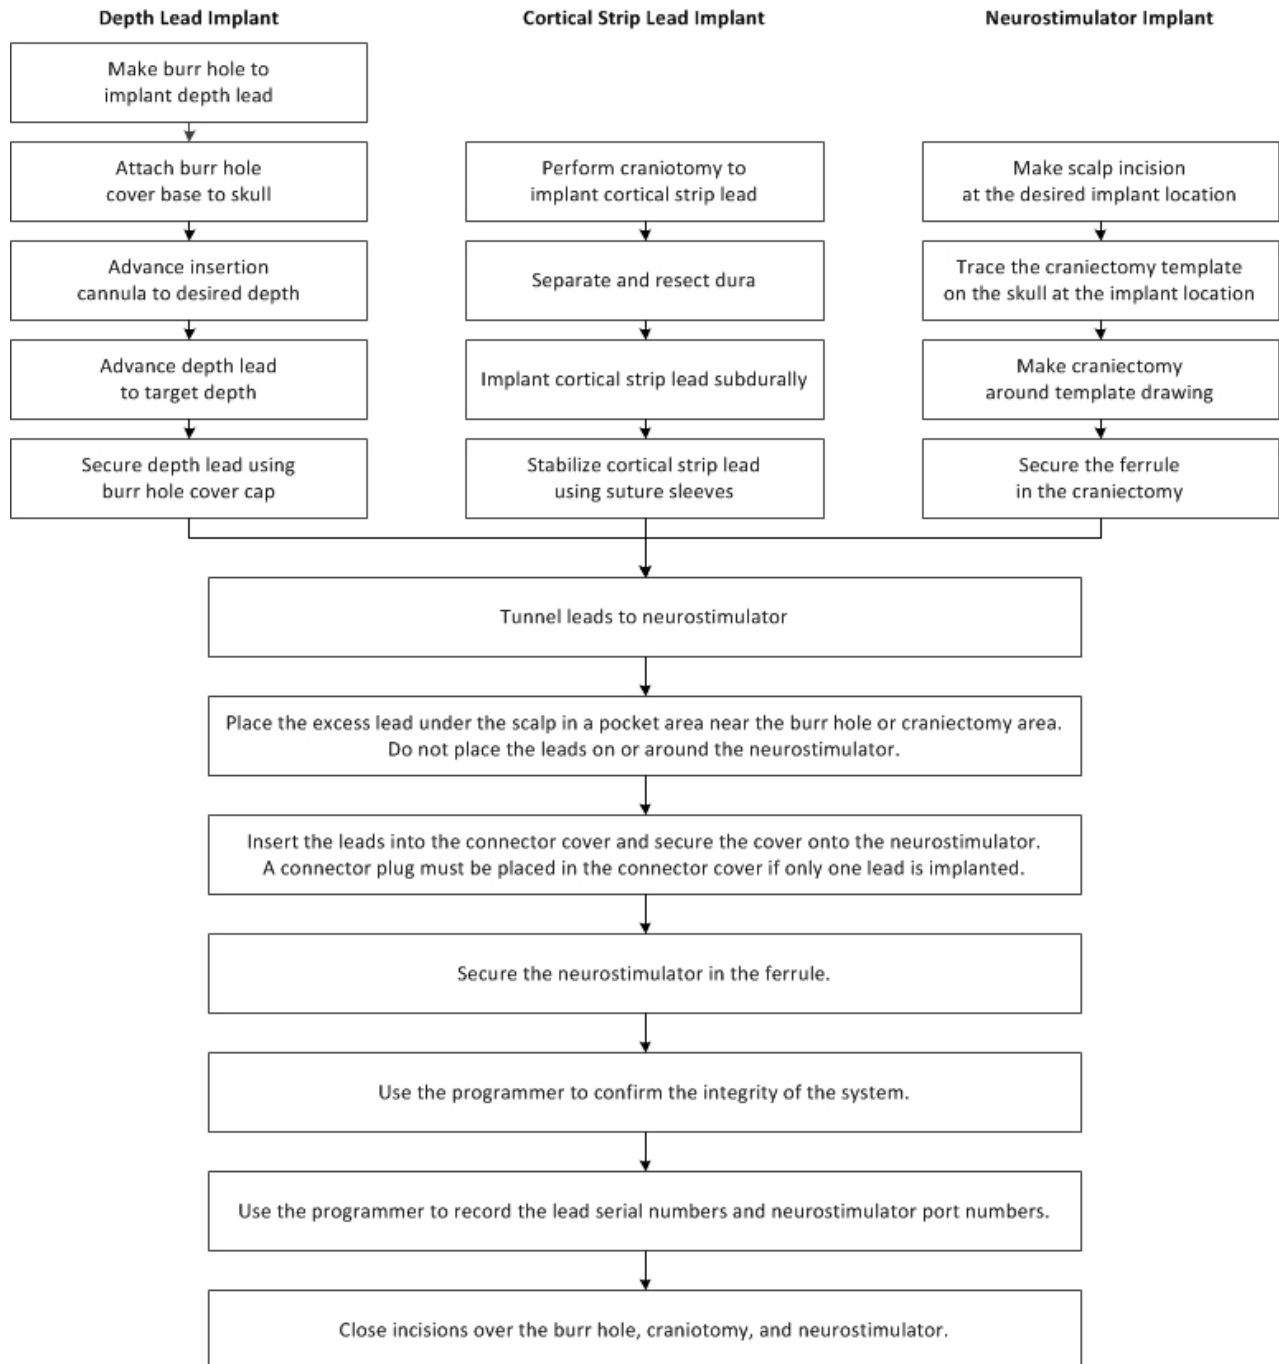 Depth Lead Implant
Make burr hole to
implant depth lead
Attach burr hole
cover base to skull
Advance insertion
cannula to desired depth
Advance depth lead
to target depth
Secure depth lead using
burr hole cover cap
Cortical Strip Lead Implant
Perform craniotomy to
implant cortical strip lead
Separate and resect dura
Implant cortical strip lead subdurally
Stabilize cortical strip lead
using suture sleeves
Neurostimulator Implant
Make scalp incision
at the desired implant location
Trace the craniectomy template
on the skull at the implant location
Make craniectomy
around template drawing
Secure the ferrule
in the craniectomy
Tunnel leads to neurostimulator
Place the excess lead under the scalp in a pocket area near the burr hole or craniectomy area.
Do not place the leads on or around the neurostimulator.
Insert the leads into the connector cover and secure the cover onto the neurostimulator.
A connector plug must be placed in the connector cover if only one lead is implanted.
Secure the neurostimulator in the ferrule.
Use the programmer to confirm the integrity of the system.
Use the programmer to record the lead serial numbers and neurostimulator port numbers.
Close incisions over the burr hole, craniotomy, and neurostimulator.